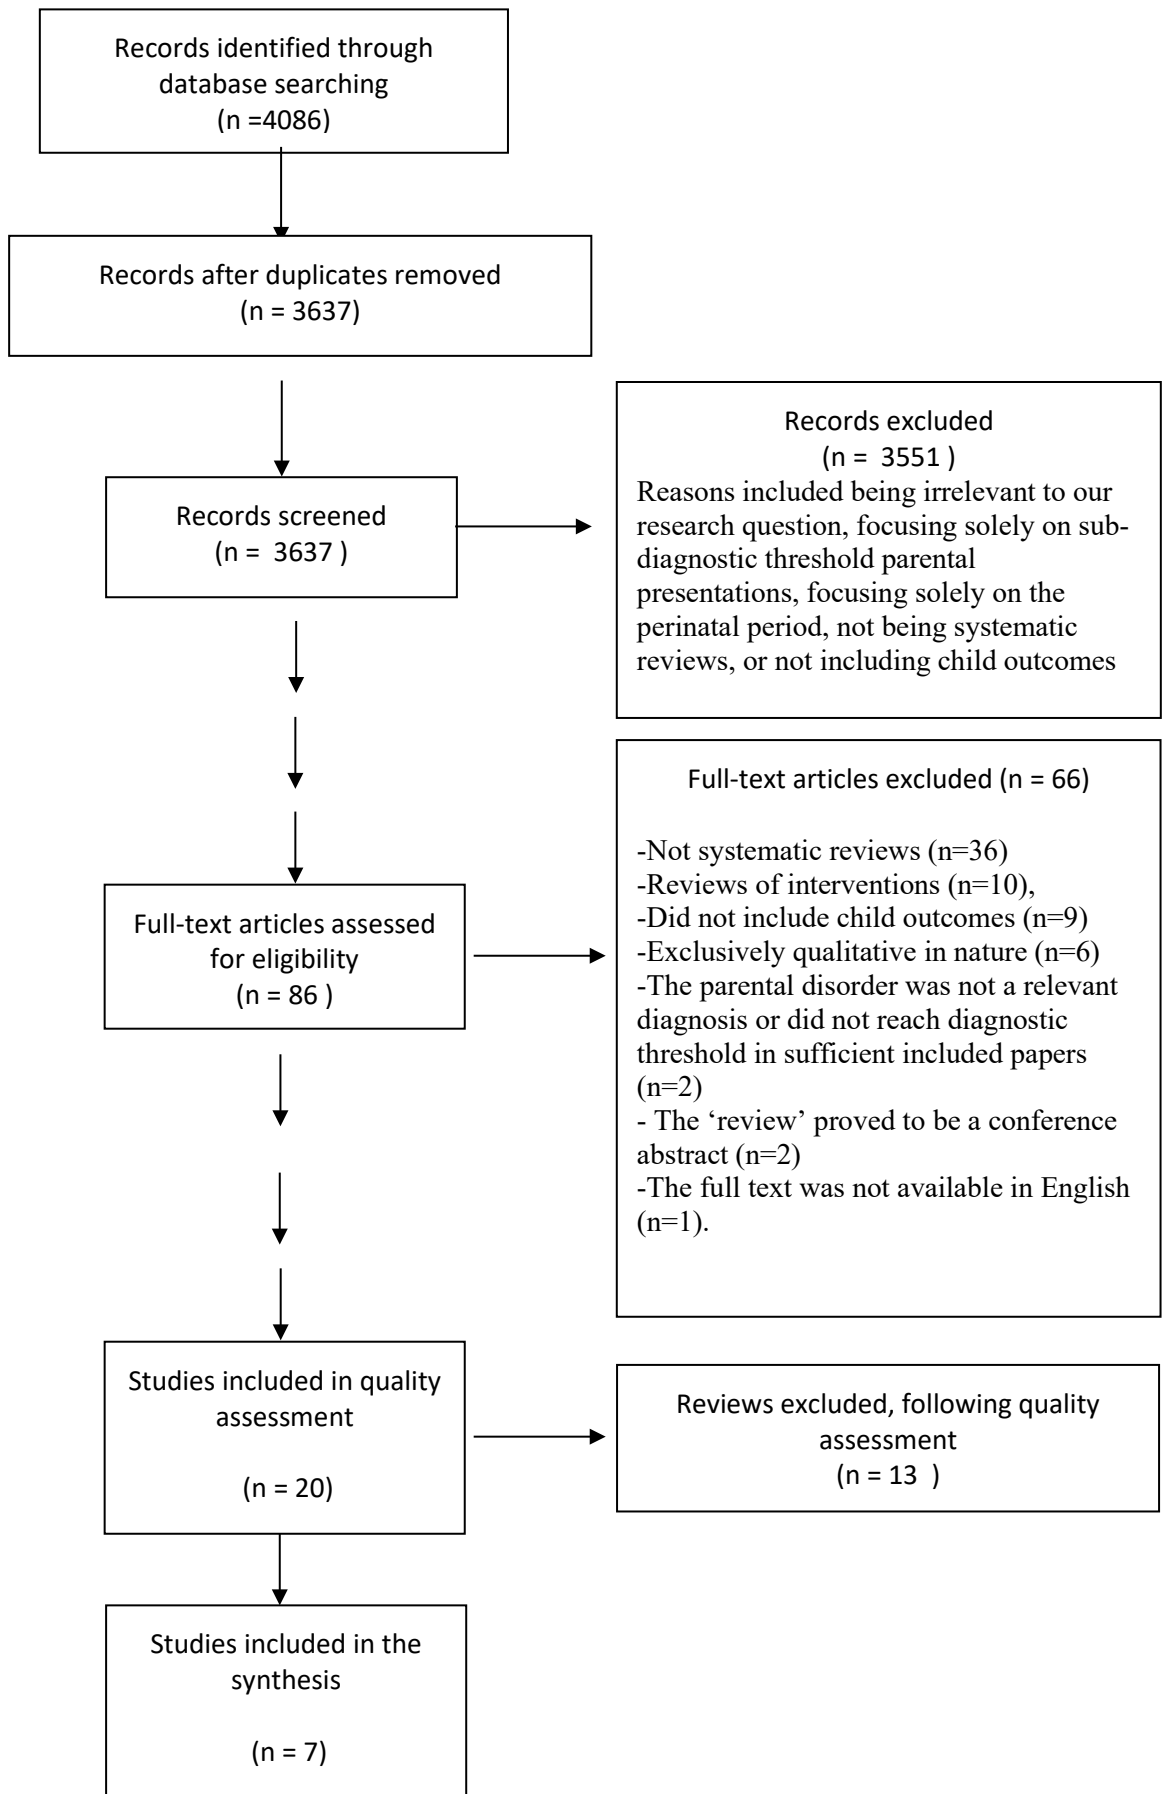 Records identified through
database searching
(n =4086)
Records after duplicates removed
(n = 3637)
Records screened
(n = 3637 )
Records excluded
(n = 3551 )
Reasons included being irrelevant to our
research question, focusing solely on sub-
diagnostic threshold parental
presentations, focusing solely on the
perinatal period, not being systematic
reviews, or not including child outcomes
Full-text articles assessed
for eligibility
(n = 86 )
Full-text articles excluded (n = 66)
-Not systematic reviews (n=36)
-Reviews of interventions (n=10),
-Did not include child outcomes (n=9)
-Exclusively qualitative in nature (n=6)
-The parental disorder was not a relevant
diagnosis or did not reach diagnostic
threshold in sufficient included papers
(n=2)
- The ‘review’ proved to be a conference
abstract (n=2)
-The full text was not available in English
(n=1).
Studies included in quality
assessment
(n = 20)
Reviews excluded, following quality
assessment
(n = 13 )
Studies included in the
synthesis
(n = 7)